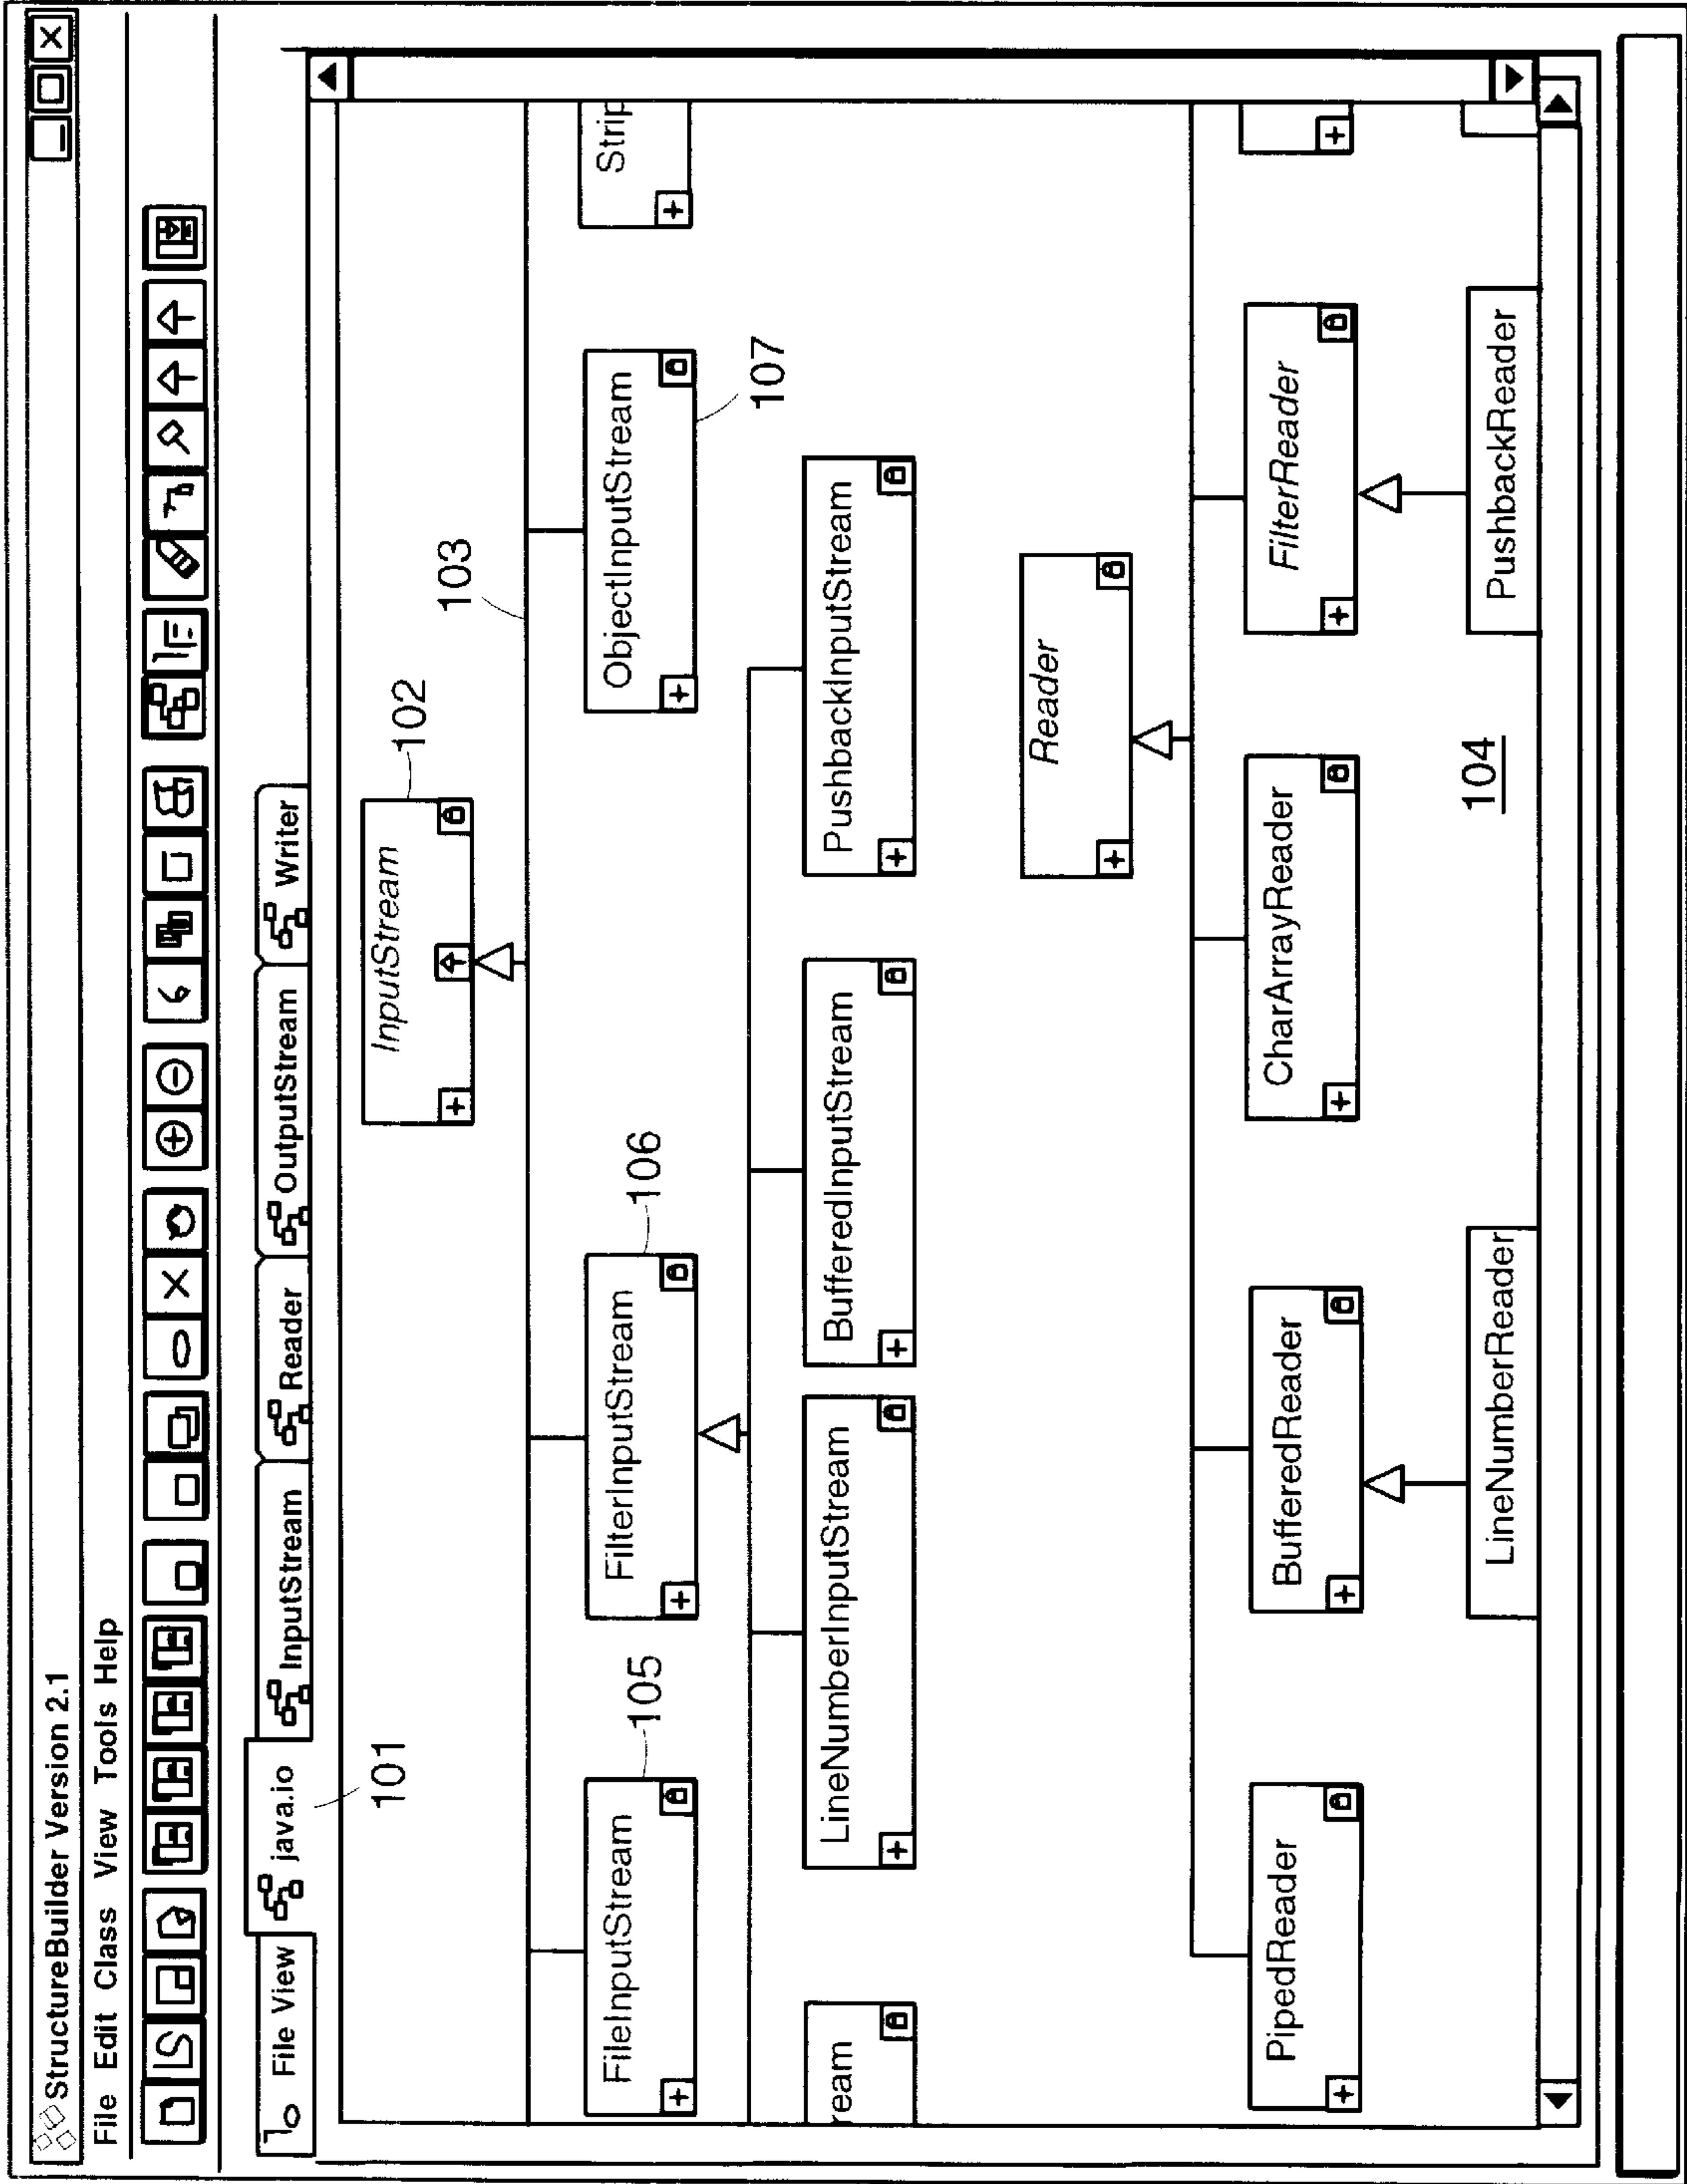 StructureBuilder Version 2.1
File Edit Class View Tools Help
File View
java.io
InputStream
Reader
OutputStream
Writer
101
InputStream
102
103
FileInputStream
105
FilterInputStream
106
ObjectInputStream
107
Strip
ream
LineNumberInputStream
BufferedInputStream
PushbackInputStream
Reader
PipedReader
BufferedReader
CharArrayReader
FilterReader
LineNumberReader
104
PushbackReader